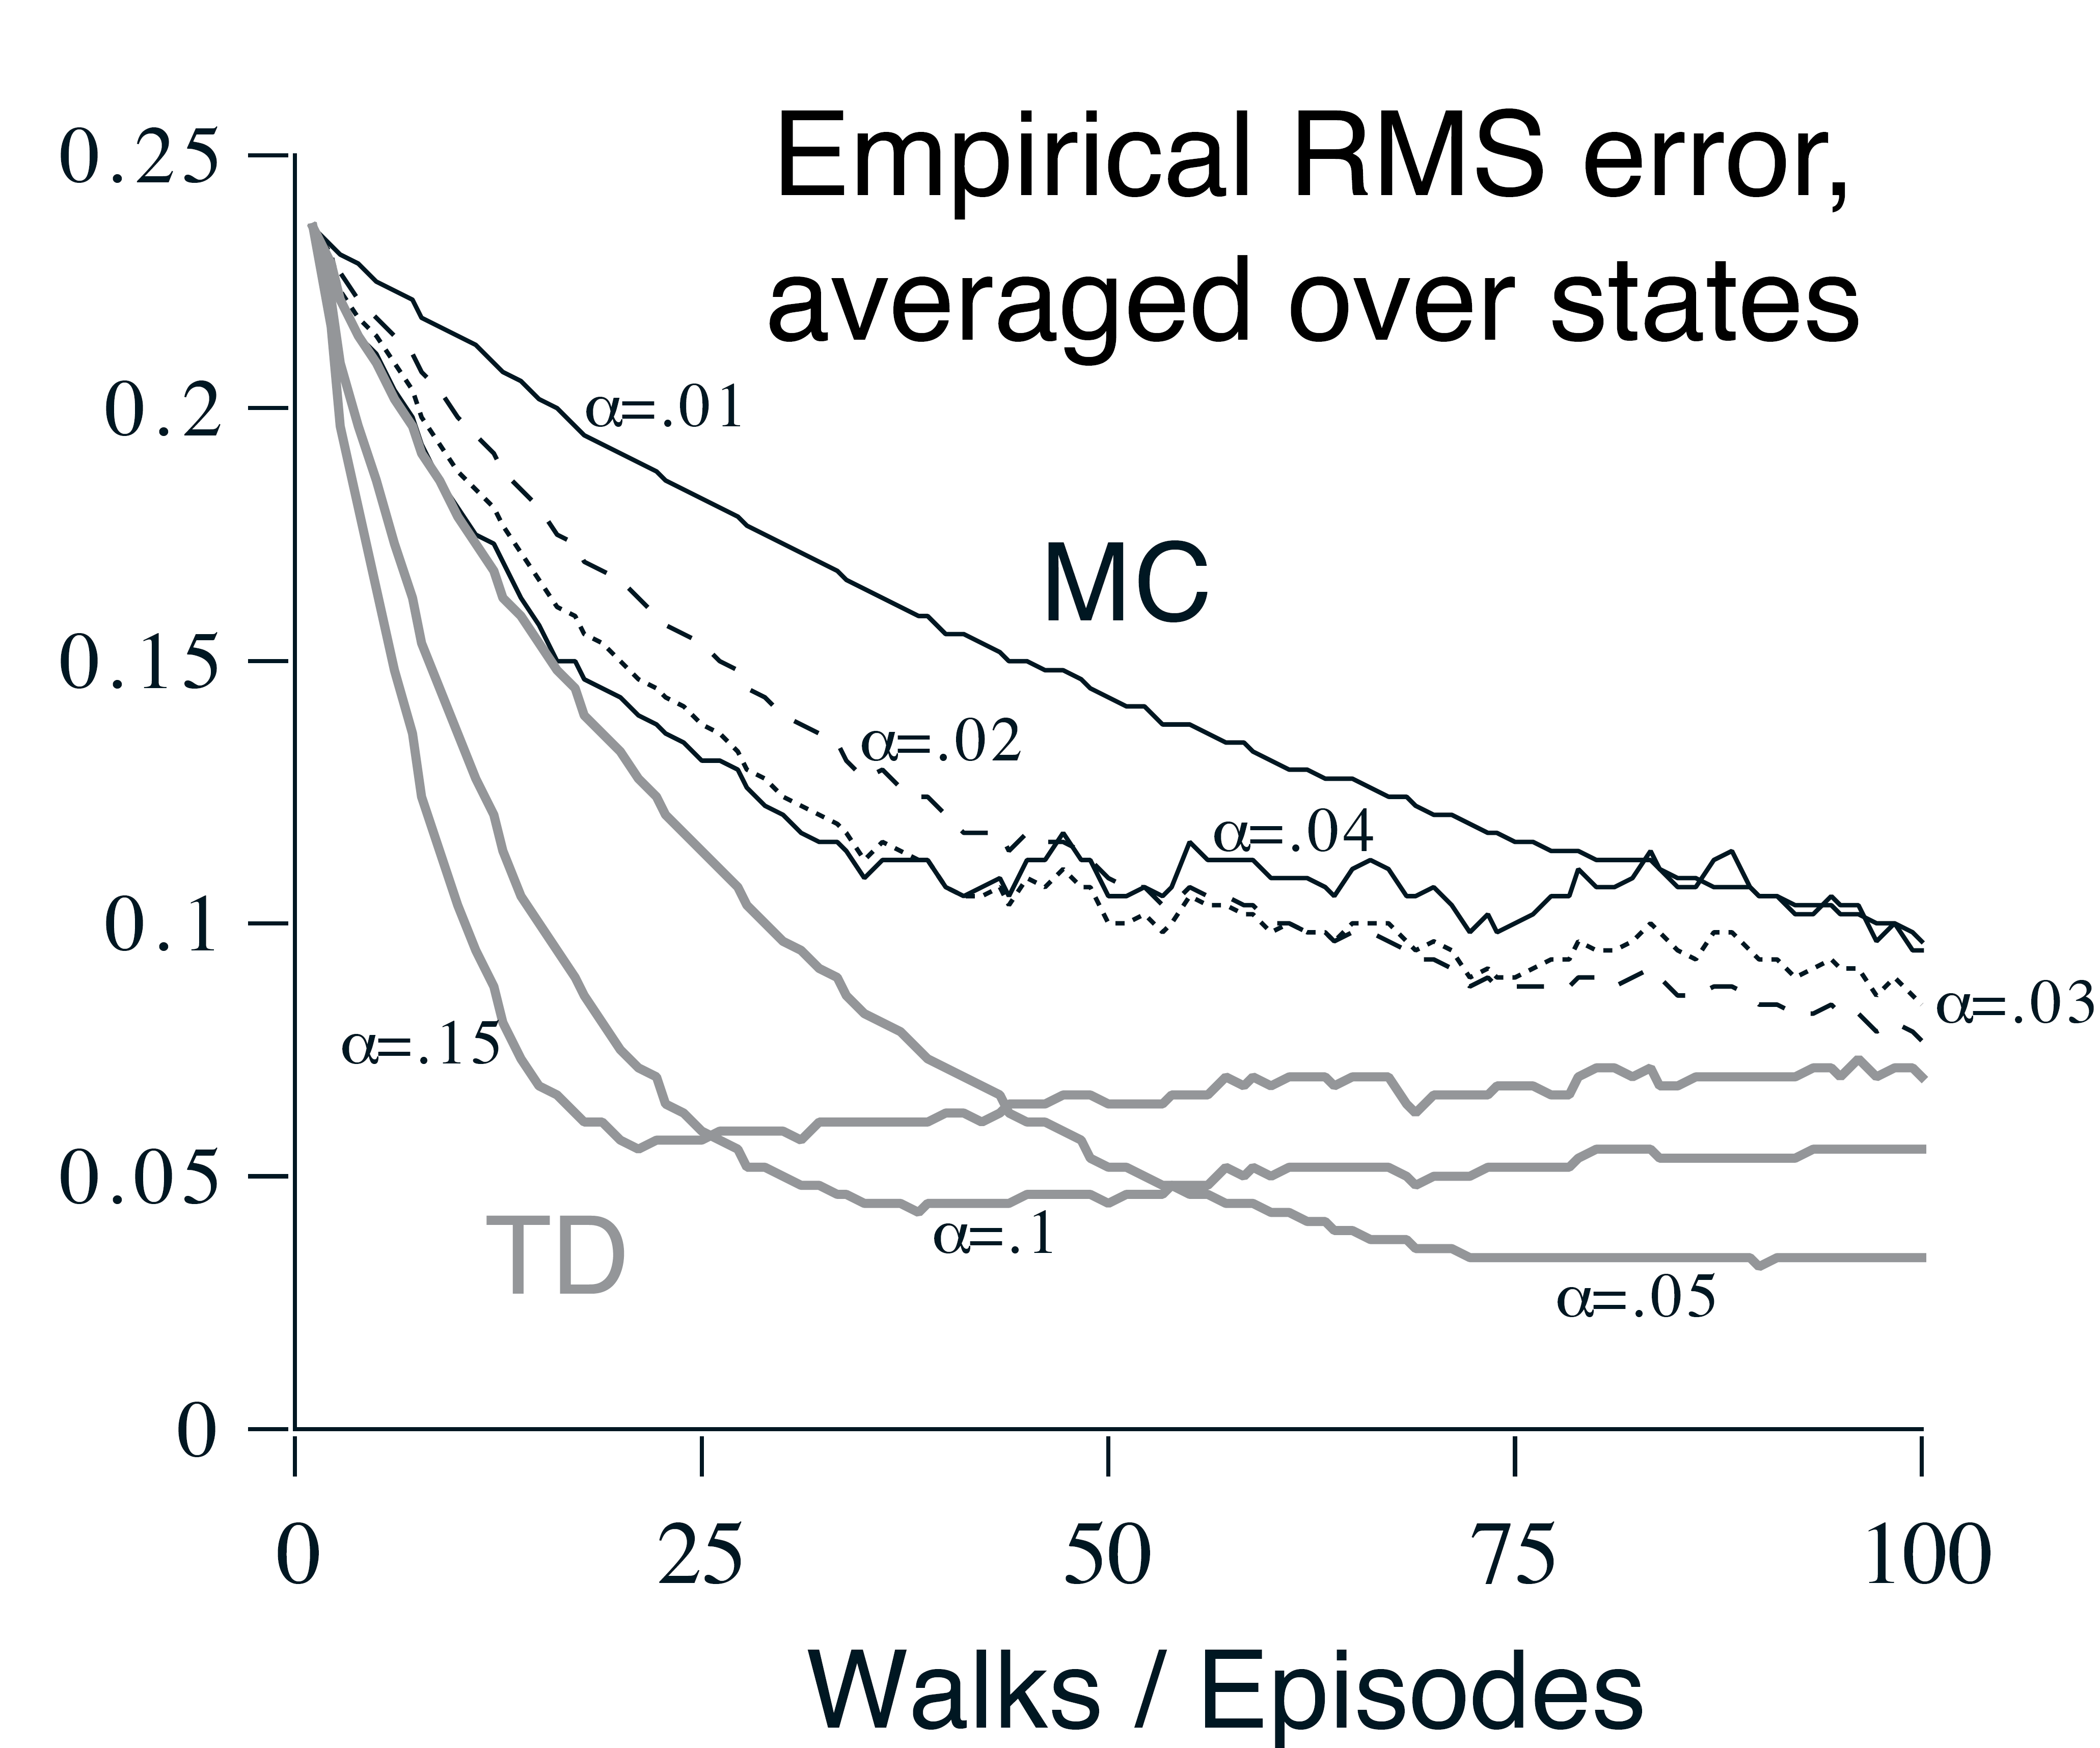 Empirical RMS error,
averaged over states
0.25
0.2
0.15
0.1
0.05
0
α=.01
MC
α=.02
α=.04
α=.03
α=.15
TD
α=.1
α=.05
0 25 50 75 100
Walks / Episodes